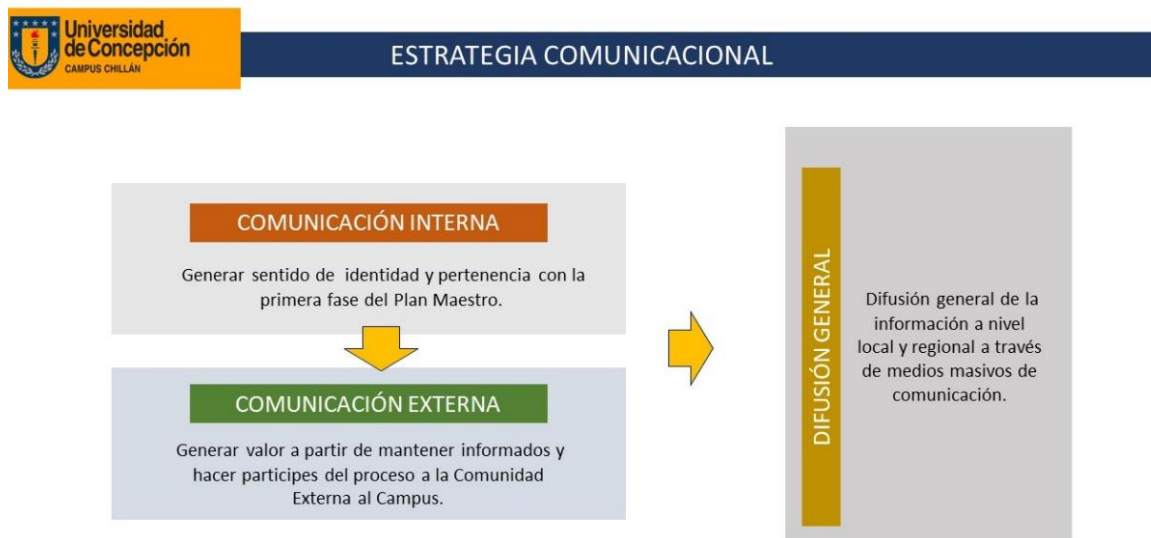 Universidad
de Concepción
CAMPUS CHILLÁN
ESTRATEGIA COMUNICACIONAL
COMUNICACIÓN INTERNA
Generar sentido de identidad y pertenencia con la
primera fase del Plan Maestro.
COMUNICACIÓN EXTERNA
Generar valor a partir de mantener informados y
hacer participes del proceso a la Comunidad
Externa al Campus.
DIFUSIÓN GENERAL
Difusión general de la
información a nivel
local y regional a través
de medios masivos de
comunicación.